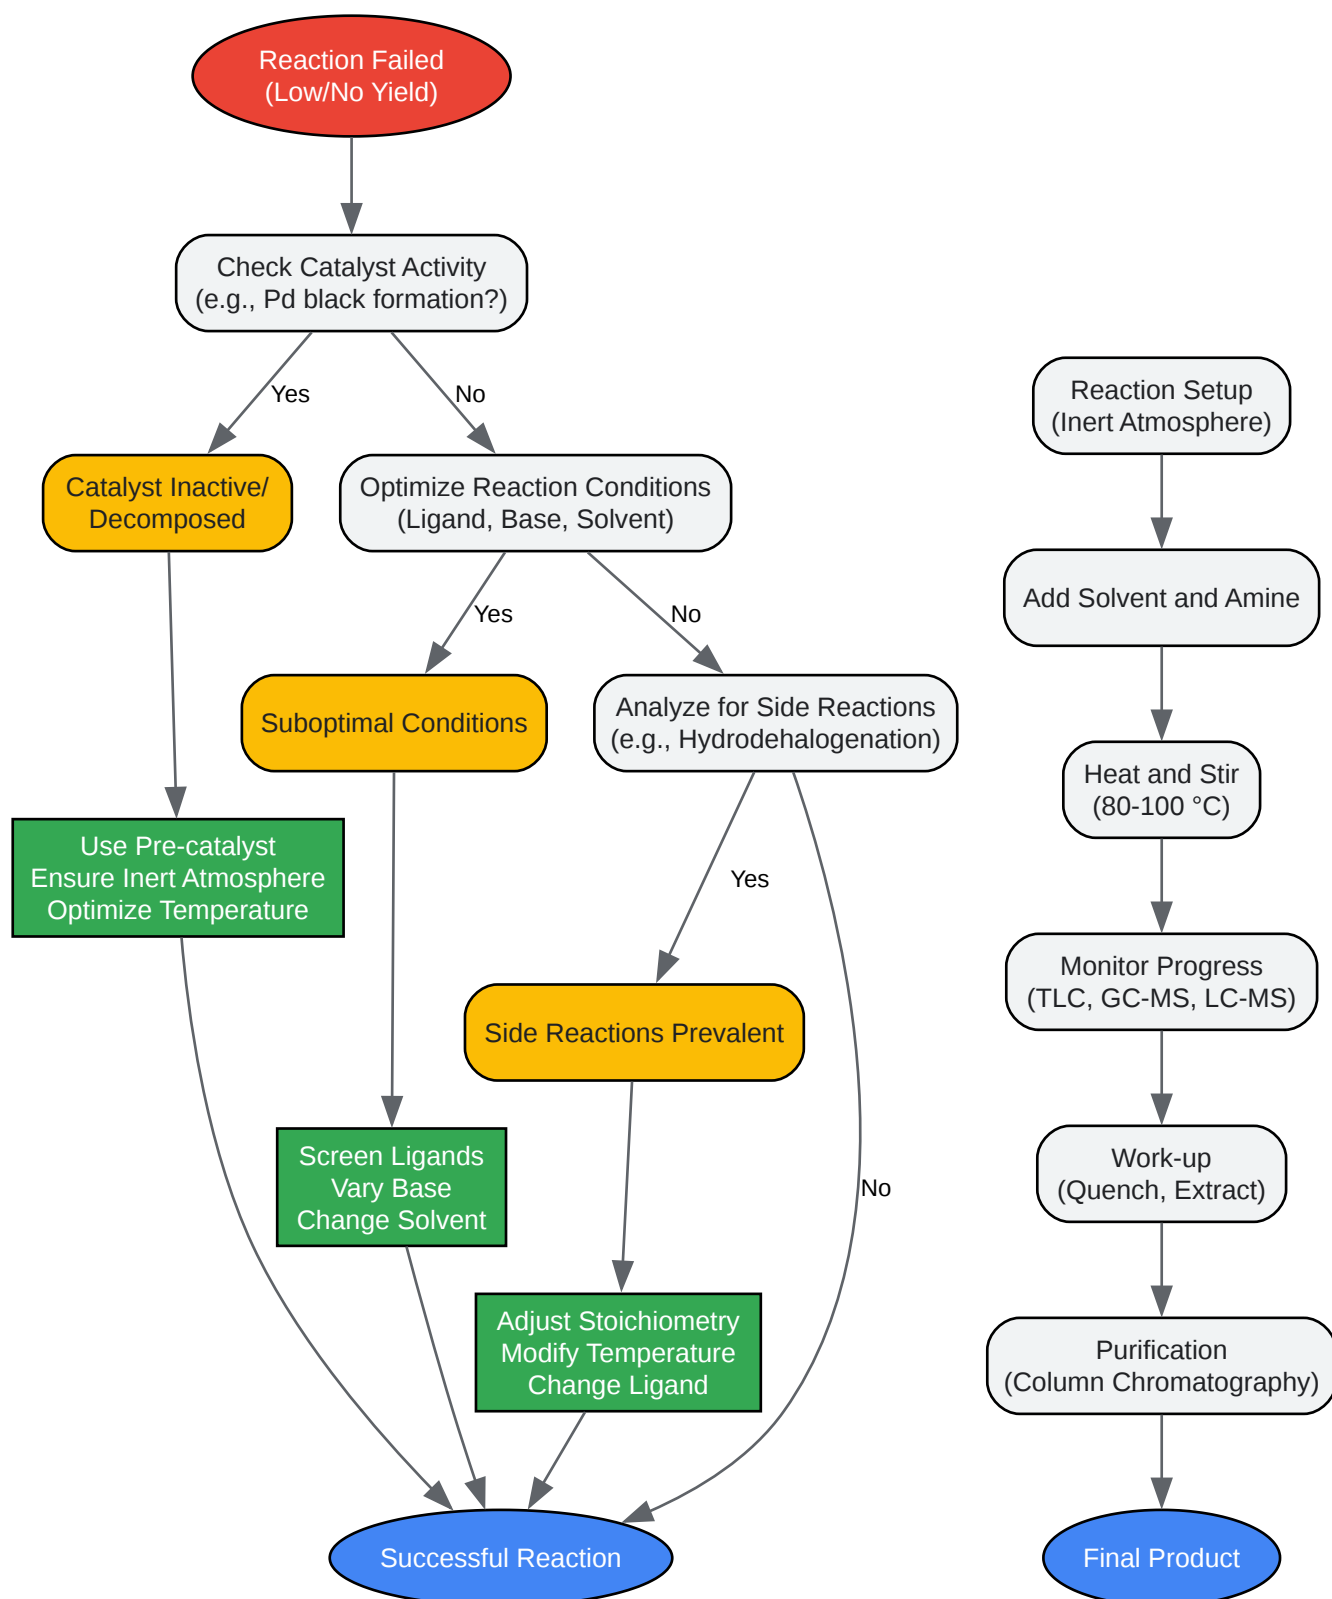 Reaction Failed
(Low/No Yield)
Check Catalyst Activity
(e.g., Pd black formation?)
Yes
No
Catalyst Inactive/
Decomposed
Optimize Reaction Conditions
(Ligand, Base, Solvent)
Yes
No
Suboptimal Conditions
Analyze for Side Reactions
(e.g., Hydrodehalogenation)
Use Pre-catalyst
Ensure Inert Atmosphere
Optimize Temperature
Yes
Side Reactions Prevalent
Screen Ligands
Vary Base
Change Solvent
No
Adjust Stoichiometry
Modify Temperature
Change Ligand
Successful Reaction
Reaction Setup
(Inert Atmosphere)
Add Solvent and Amine
Heat and Stir
(80-100 °C)
Monitor Progress
(TLC, GC-MS, LC-MS)
Work-up
(Quench, Extract)
Purification
(Column Chromatography)
Final Product